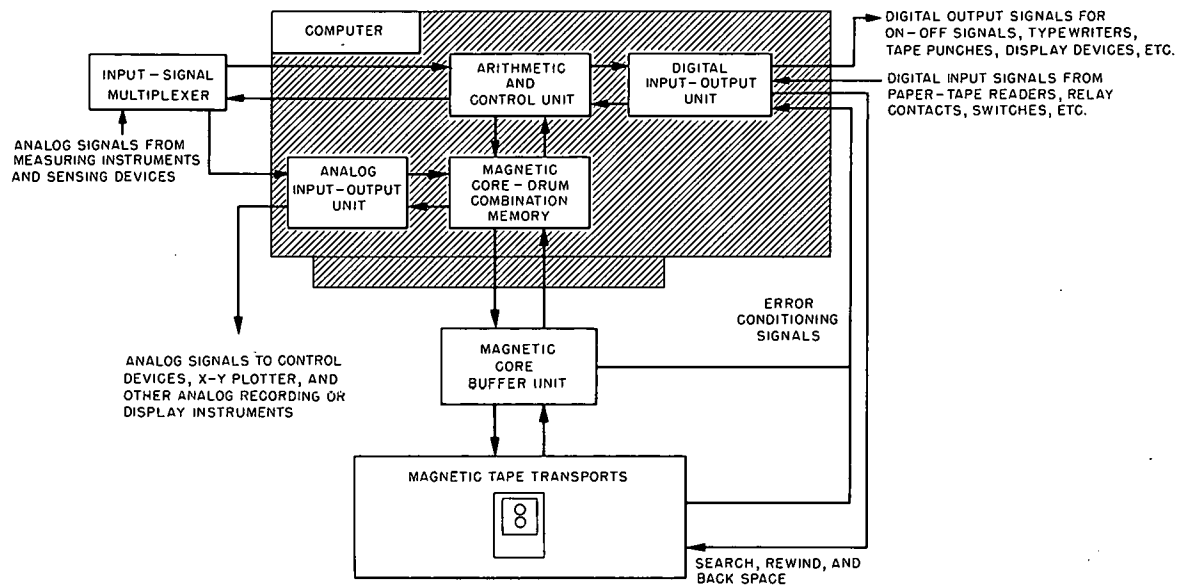 COMPUTER
INPUT-SIGNAL
MULTIPLEXER
ARITHMETIC
AND
CONTROL UNIT
DIGITAL
INPUT-OUTPUT
UNIT
DIGITAL OUTPUT SIGNALS FOR
ON-OFF SIGNALS, TYPEWRITERS,
TAPE PUNCHES, DISPLAY DEVICES, ETC.
DIGITAL INPUT SIGNALS FROM
PAPER-TAPE READERS, RELAY
CONTACTS, SWITCHES, ETC.
ANALOG SIGNALS FROM
MEASURING INSTRUMENTS
AND SENSING DEVICES
ANALOG
INPUT-OUTPUT
UNIT
MAGNETIC
CORE-DRUM
COMBINATION
MEMORY
ERROR
CONDITIONING
SIGNALS
ANALOG SIGNALS TO CONTROL
DEVICES, X-Y PLOTTER, AND
OTHER ANALOG RECORDING OR
DISPLAY INSTRUMENTS
MAGNETIC
CORE
BUFFER UNIT
MAGNETIC TAPE TRANSPORTS
SEARCH, REWIND, AND
BACK SPACE